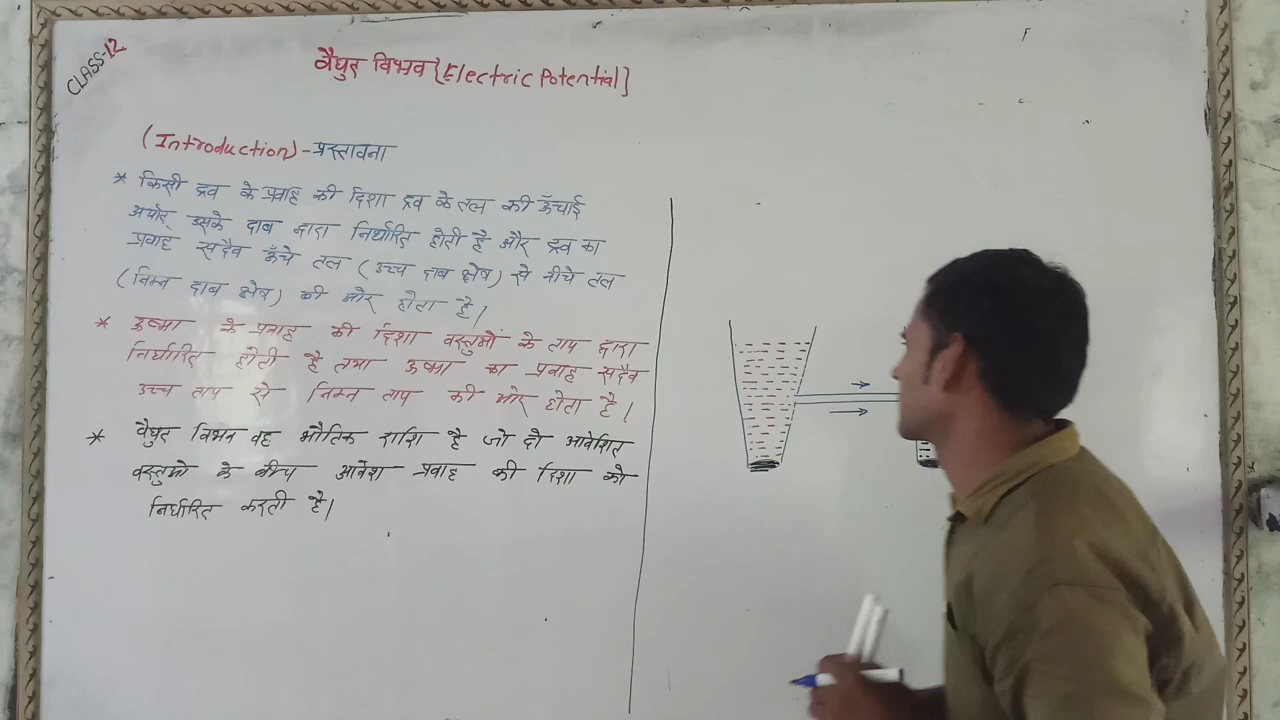 CLASS-12
वैधुत विभव {Electric Potential}
(Introduction) - प्रस्तावना
* किसी द्रव के प्रवाह की दिशा द्रव के तल की ऊँचाई
अर्थात् उसके दाब द्वारा निर्धारित होती है और द्रव का
प्रवाह सदैव ऊँचे तल (उच्च दाब क्षेत्र) से नीचे तल
(निम्न दाब क्षेत्र) की ओर होता है।
* ऊष्मा के प्रवाह की दिशा वस्तुओं के ताप द्वारा
निर्धारित होती है तथा ऊष्मा का प्रवाह सदैव
उच्च ताप से निम्न ताप की ओर होता है।
* वैधुत विभव वह भौतिक राशि है जो दो आवेशित
वस्तुओ के बीच आवेश प्रवाह की दिशा को
निर्धारित करती है।